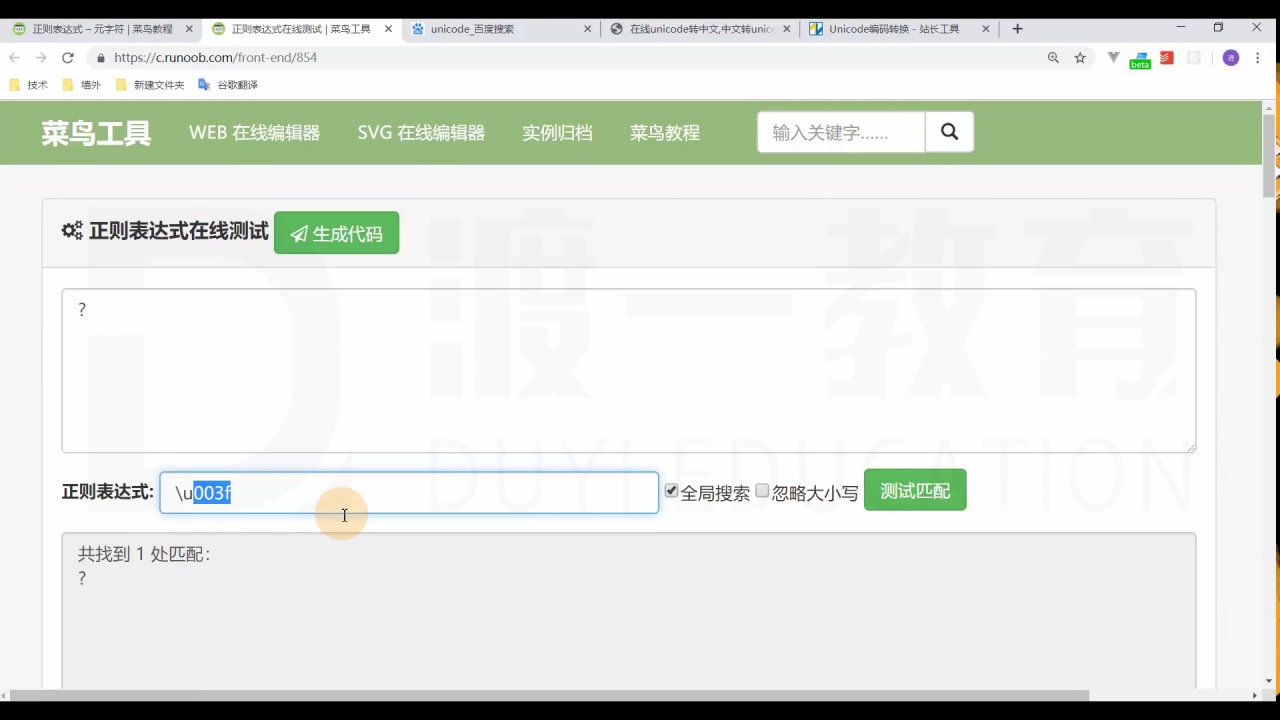 正则表达式 – 元字符 | 菜鸟教程
正则表达式在线测试 | 菜鸟工具
unicode_百度搜索
在线unicode转中文,中文转unic
Unicode编码转换 - 站长工具
https://c.runoob.com/front-end/854
beta
技术
墙外
新建文件夹
谷歌翻译
菜鸟工具
WEB 在线编辑器
SVG 在线编辑器
实例归档
菜鸟教程
输入关键字......
正则表达式在线测试
生成代码
?
渡一教育
DUYI EDUCATION
正则表达式:
\u003f
全局搜索
忽略大小写
测试匹配
共找到 1 处匹配：
?